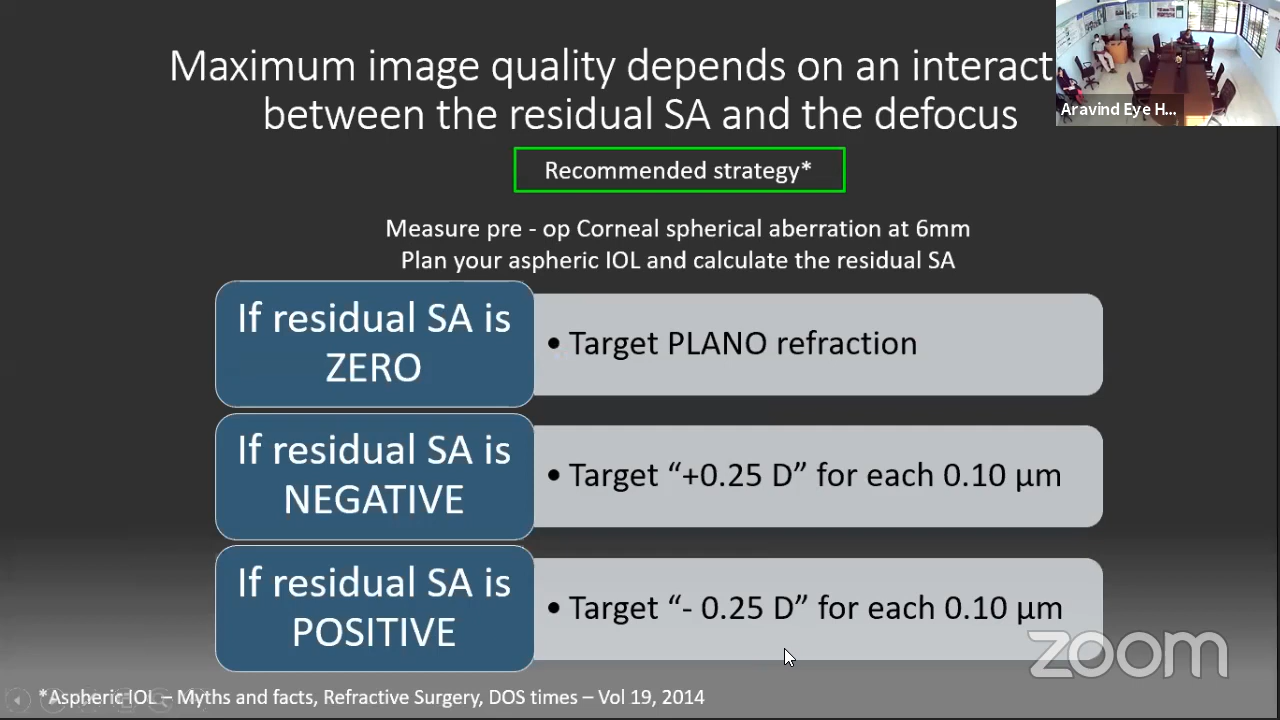 Maximum image quality depends on an interact
between the residual SA and the defocus
Aravind Eye H...
Recommended strategy*
Measure pre - op Corneal spherical aberration at 6mm
Plan your aspheric IOL and calculate the residual SA
If residual SA is
ZERO
• Target PLANO refraction
If residual SA is
NEGATIVE
• Target “+0.25 D” for each 0.10 µm
If residual SA is
POSITIVE
• Target “- 0.25 D” for each 0.10 µm
zoom
*Aspheric IOL – Myths and facts, Refractive Surgery, DOS times – Vol 19, 2014